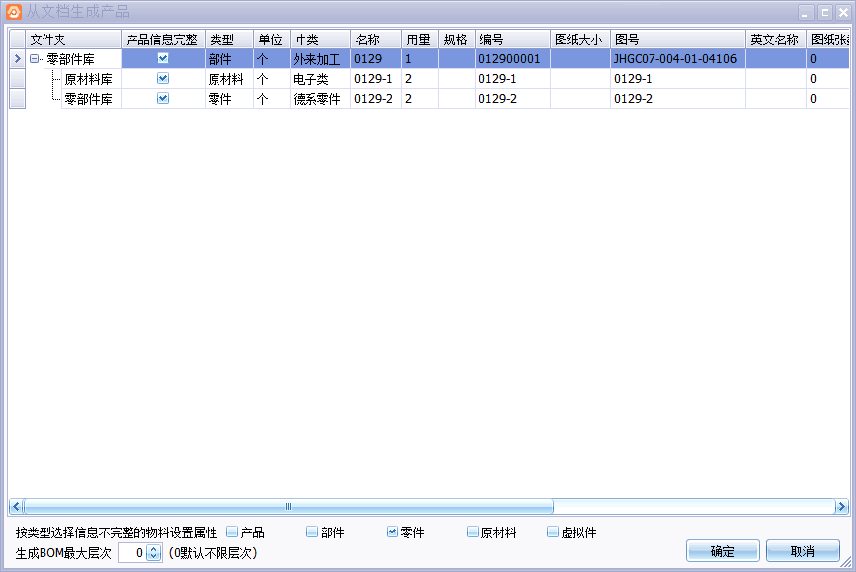 从文档生成产品
文件夹 产品信息完整 类型 单位 中类 名称 用量 规格 编号 图纸大小 图号 英文名称 图纸张
零部件库 部件 个 外来加工 0129 1 012900001 JHGC07-004-01-04106 0
原材料库 原材料 个 电子类 0129-1 2 0129-1 0129-1 0
零部件库 零件 个 德系零件 0129-2 2 0129-2 0129-2 0
按类型选择信息不完整的物料设置属性 产品 部件 零件 原材料 虚拟件
生成BOM最大层次 0 (0默认不限层次)
确定 取消